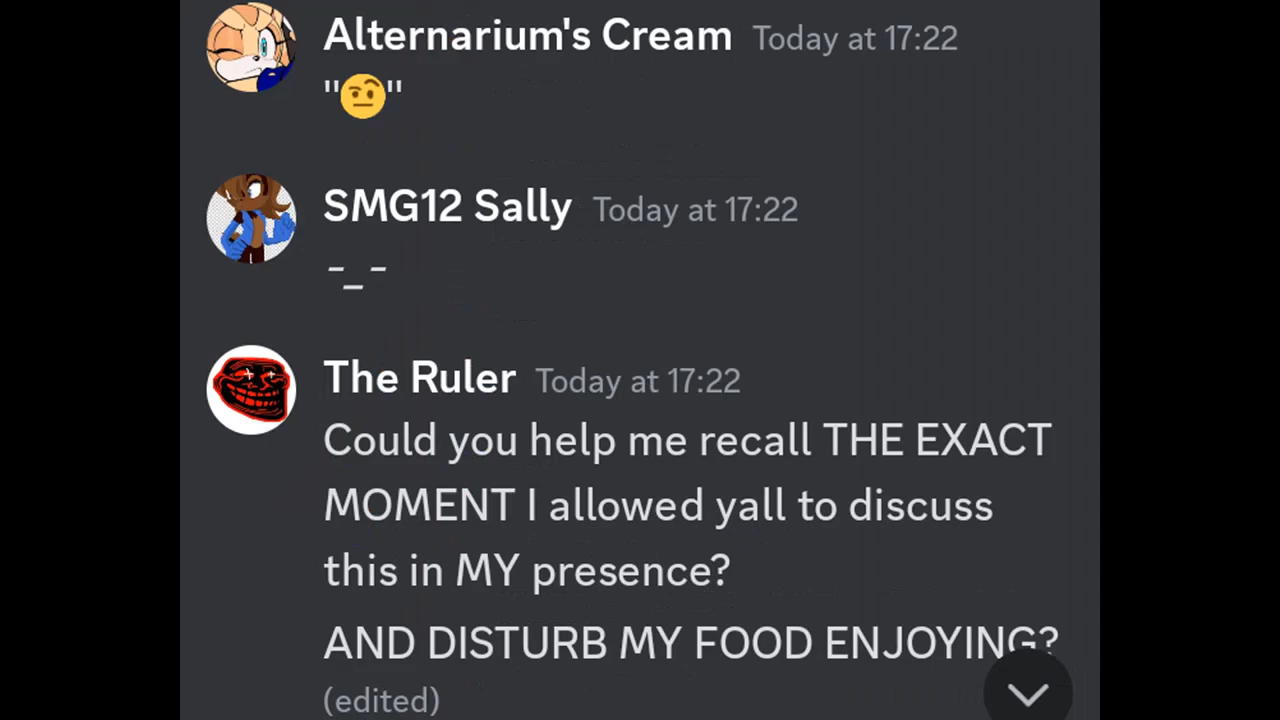 Alternarium's Cream Today at 17:22
"🤨"
SMG12 Sally Today at 17:22
-_-
The Ruler Today at 17:22
Could you help me recall THE EXACT
MOMENT I allowed yall to discuss
this in MY presence?
AND DISTURB MY FOOD ENJOYING?
(edited)